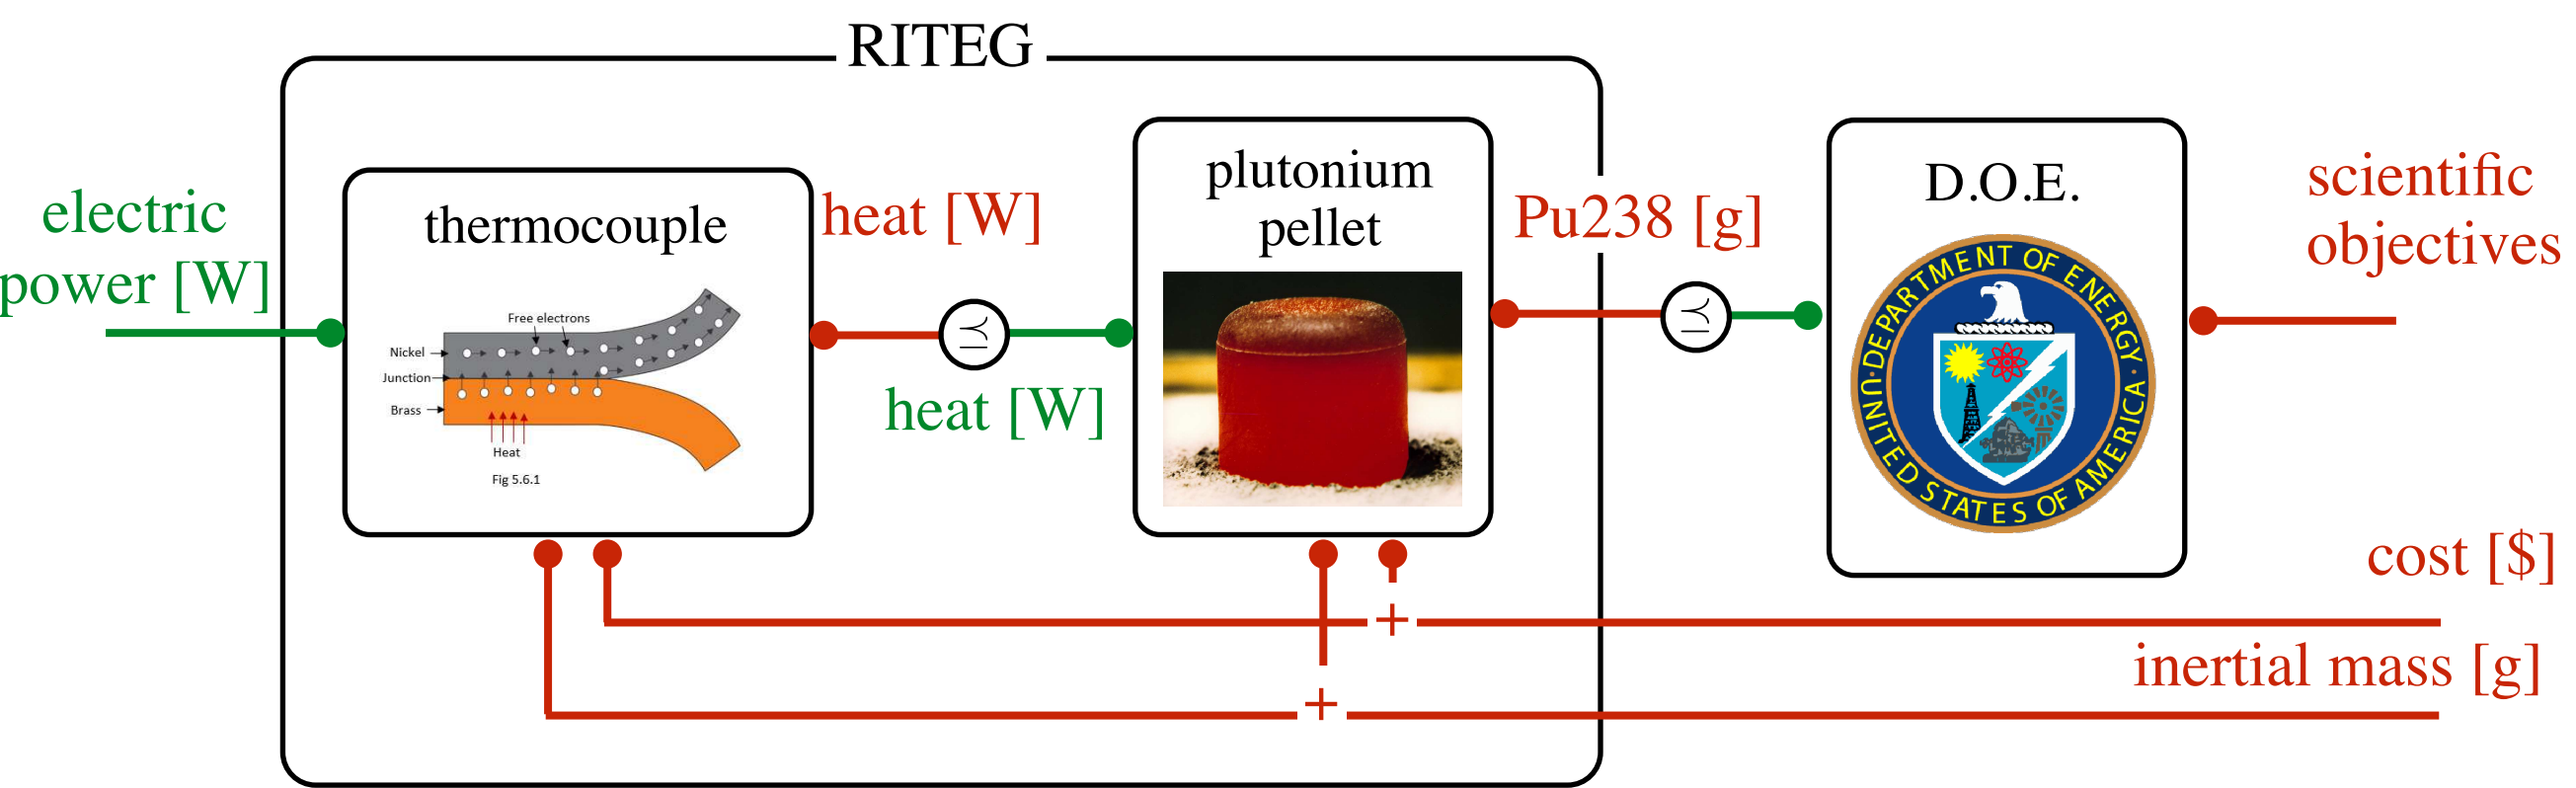 RITEG
electric
power [W]
thermocouple
Free electrons
Nickel
Junction
Brass
Heat
Fig 5.6.1
heat [W]
⪯
heat [W]
plutonium
pellet
Pu238 [g]
⪯
D.O.E.
DEPARTMENT OF ENERGY
UNITED STATES OF AMERICA
scientific
objectives
cost [$]
+
inertial mass [g]
+